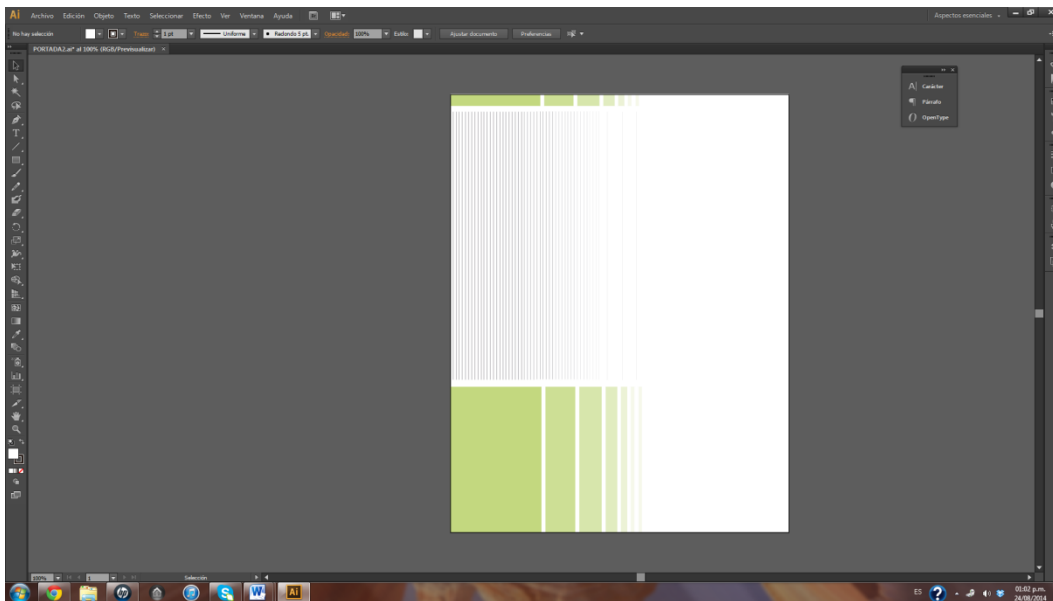 Ai Archivo Edición Objeto Texto Seleccionar Efecto Ver Ventana Ayuda Aspectos esenciales
No hay selección Trazo: 1 pt Uniforme Redondo 5 pt. Opacidad: 100% Estilo: Ajustar documento Preferencias
PORTADA2.ai* al 100% (RGB/Previsualizar) ×
Carácter
Párrafo
OpenType
100% 1 Selección
ES 01:02 p.m.
24/08/2014